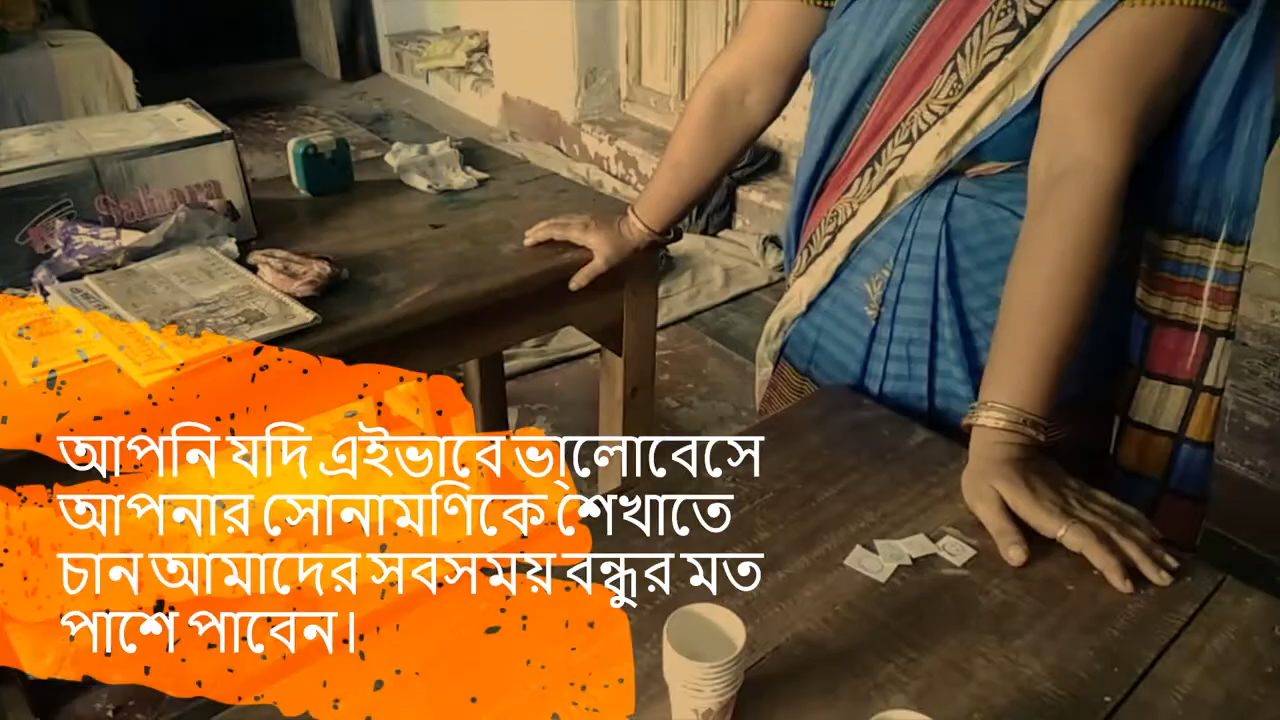 Sahara
আপনি যদি এইভাবে ভালোবেসে
আপনার সোনামণিকে শেখাতে
চান আমাদের সবসময় বন্ধুর মত
পাশে পাবেন।